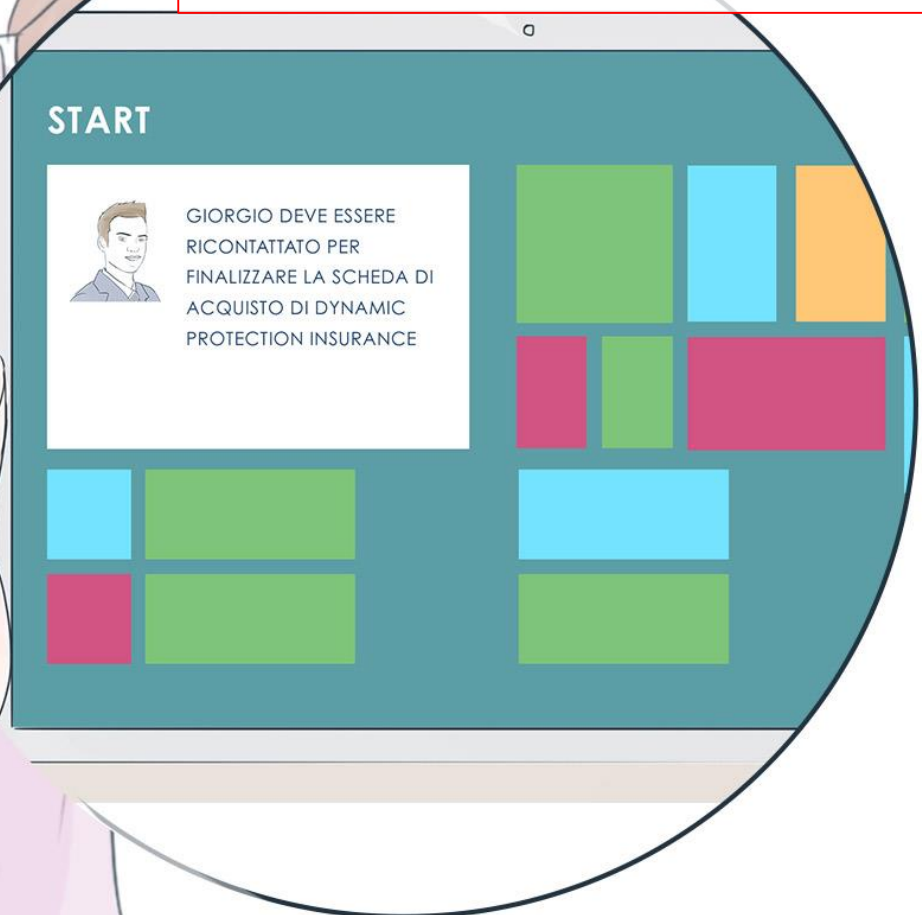 START
GIORGIO DEVE ESSERE
RICONTATTATO PER
FINALIZZARE LA SCHEDA DI
ACQUISTO DI DYNAMIC
PROTECTION INSURANCE